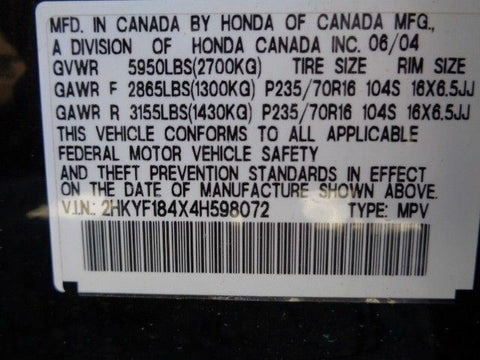 MFD. IN CANADA BY HONDA OF CANADA MFG.,
A DIVISION OF HONDA CANADA INC. 06/04
GVWR 5950LBS(2700KG) TIRE SIZE RIM SIZE
GAWR F 2865LBS(1300KG) P235/70R16 104S 16X6.5JJ
GAWR R 3155LBS(1430KG) P235/70R16 104S 16X6.5JJ
THIS VEHICLE CONFORMS TO ALL APPLICABLE
FEDERAL MOTOR VEHICLE SAFETY
AND THEFT PREVENTION STANDARDS IN EFFECT
ON THE DATE OF MANUFACTURE SHOWN ABOVE.
V.I.N.: 2HKYF184X4H598072 TYPE: MPV